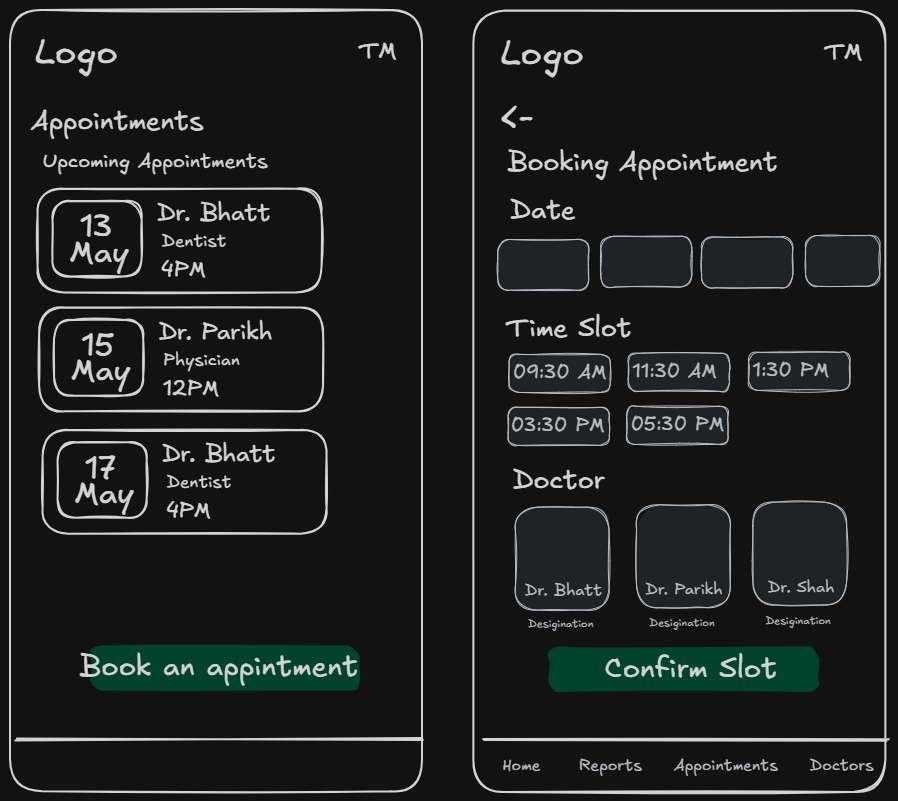 Logo
TM
Appointments
Upcoming Appointments
13
May
Dr. Bhatt
Dentist
4PM
15
May
Dr. Parikh
Physician
12PM
17
May
Dr. Bhatt
Dentist
4PM
Book an appintment
Logo
TM
<-
Booking Appointment
Date
Time Slot
09:30 AM
11:30 AM
1:30 PM
03:30 PM
05:30 PM
Doctor
Dr. Bhatt
Dr. Parikh
Dr. Shah
Desigination
Desigination
Desigination
Confirm Slot
Home
Reports
Appointments
Doctors